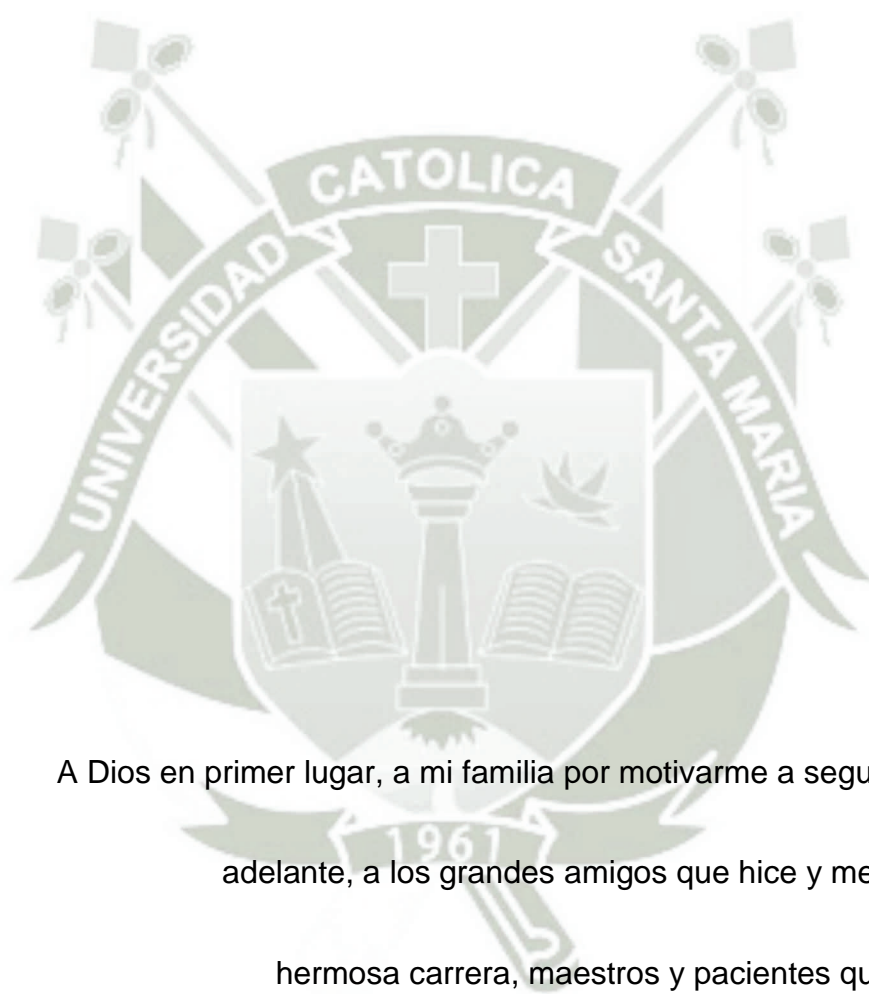 CATOLICA
UNIVERSIDAD
SANTA MARIA
A Dios en primer lugar, a mi familia por motivarme a segu
1961
adelante, a los grandes amigos que hice y me
hermosa carrera, maestros y pacientes qu